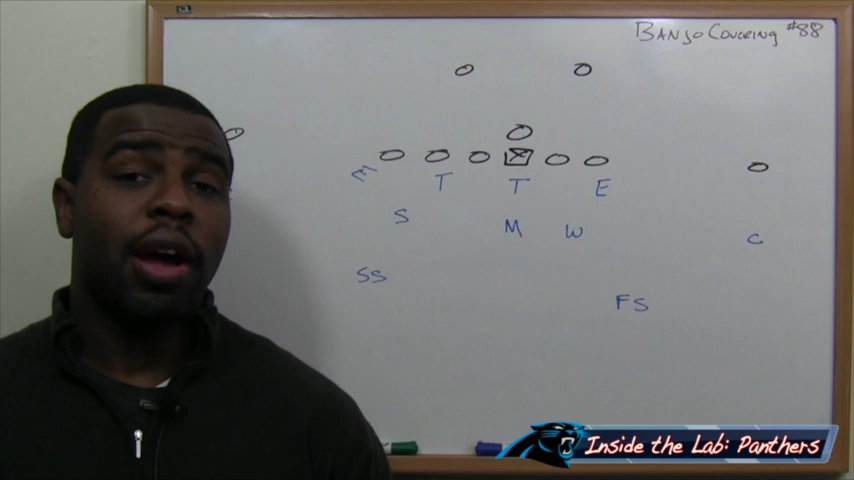 BANJO COVERING #88
E T T E
S M W C
SS
FS
Inside the Lab: Panthers